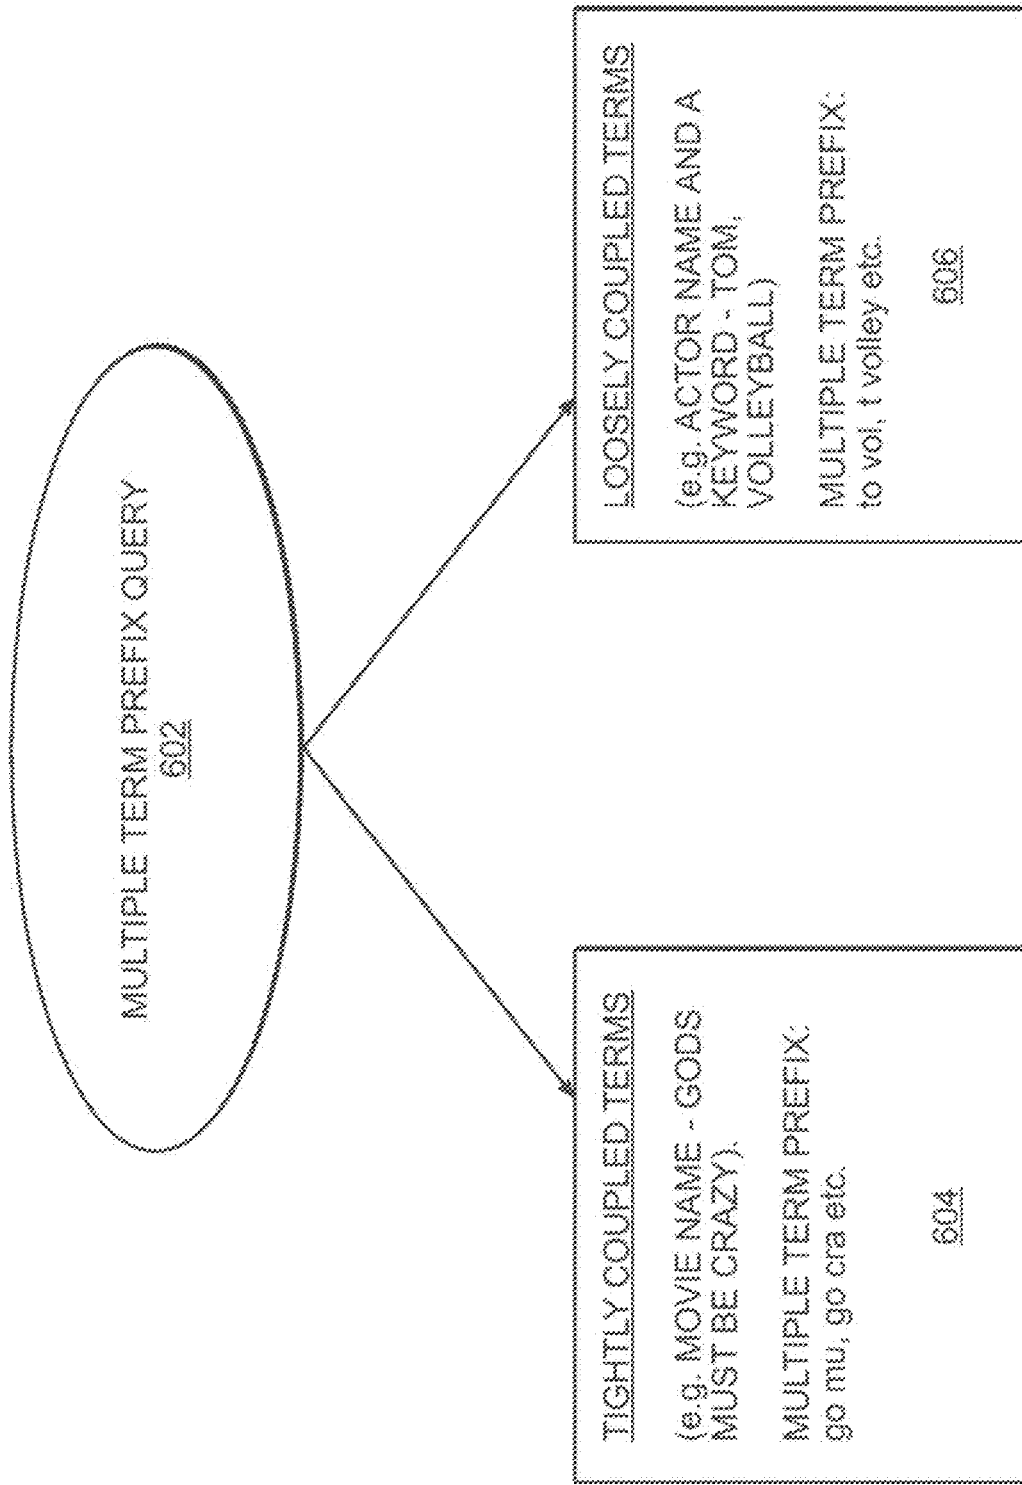 MULTIPLE TERM PREFIX QUERY
602
TIGHTLY COUPLED TERMS
(e.g. MOVIE NAME - GODS
MUST BE CRAZY).
MULTIPLE TERM PREFIX:
go mu, go cra etc.
604
LOOSELY COUPLED TERMS
(e.g. ACTOR NAME AND A
KEYWORD - TOM,
VOLLEYBALL)
MULTIPLE TERM PREFIX:
to vol, t volley etc.
606